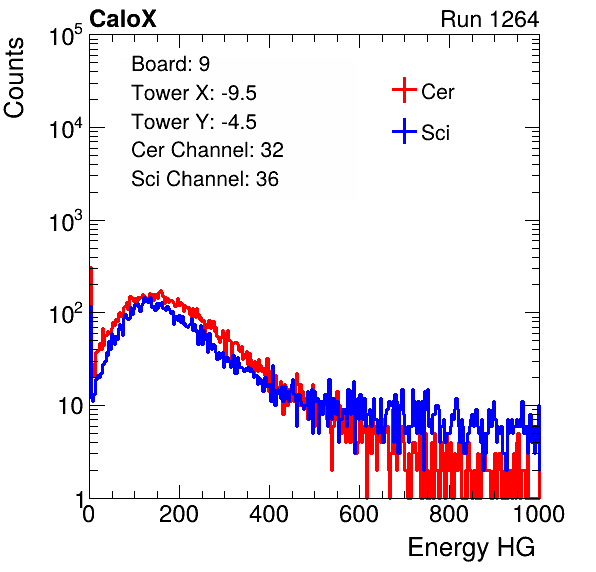 CaloX Run 1264
Counts
10^5
10^4
10^3
10^2
10
1
Board: 9
Tower X: -9.5
Tower Y: -4.5
Cer Channel: 32
Sci Channel: 36
Cer
Sci
0 200 400 600 800 1000
Energy HG